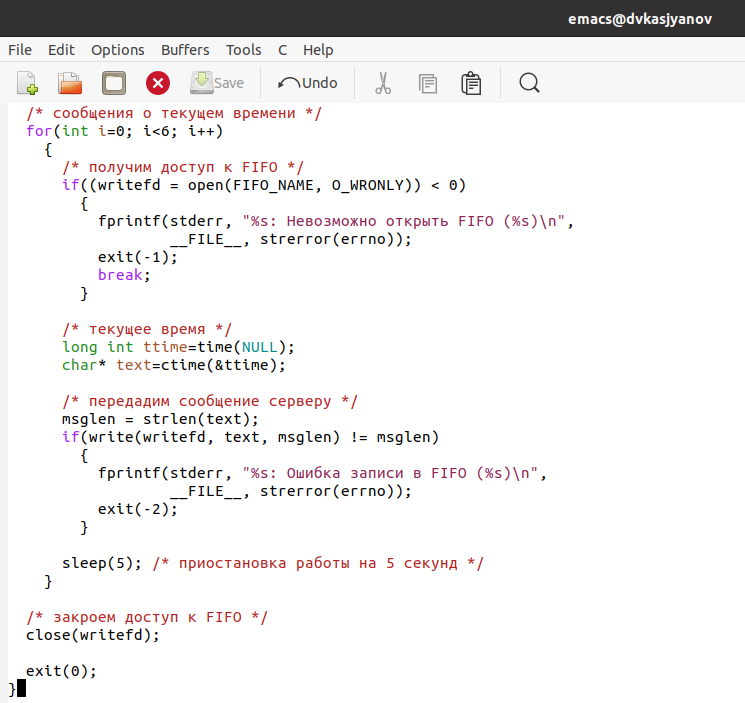 emacs@dvkasjyanov
File Edit Options Buffers Tools C Help
Save Undo
/* сообщения о текущем времени */
for(int i=0; i<6; i++)
{
/* получим доступ к FIFO */
if((writefd = open(FIFO_NAME, O_WRONLY)) < 0)
{
fprintf(stderr, "%s: Невозможно открыть FIFO (%s)\n",
__FILE__, strerror(errno));
exit(-1);
break;
}
/* текущее время */
long int ttime=time(NULL);
char* text=ctime(&ttime);
/* передадим сообщение серверу */
msglen = strlen(text);
if(write(writefd, text, msglen) != msglen)
{
fprintf(stderr, "%s: Ошибка записи в FIFO (%s)\n",
__FILE__, strerror(errno));
exit(-2);
}
sleep(5); /* приостановка работы на 5 секунд */
}
/* закроем доступ к FIFO */
close(writefd);
exit(0);
}